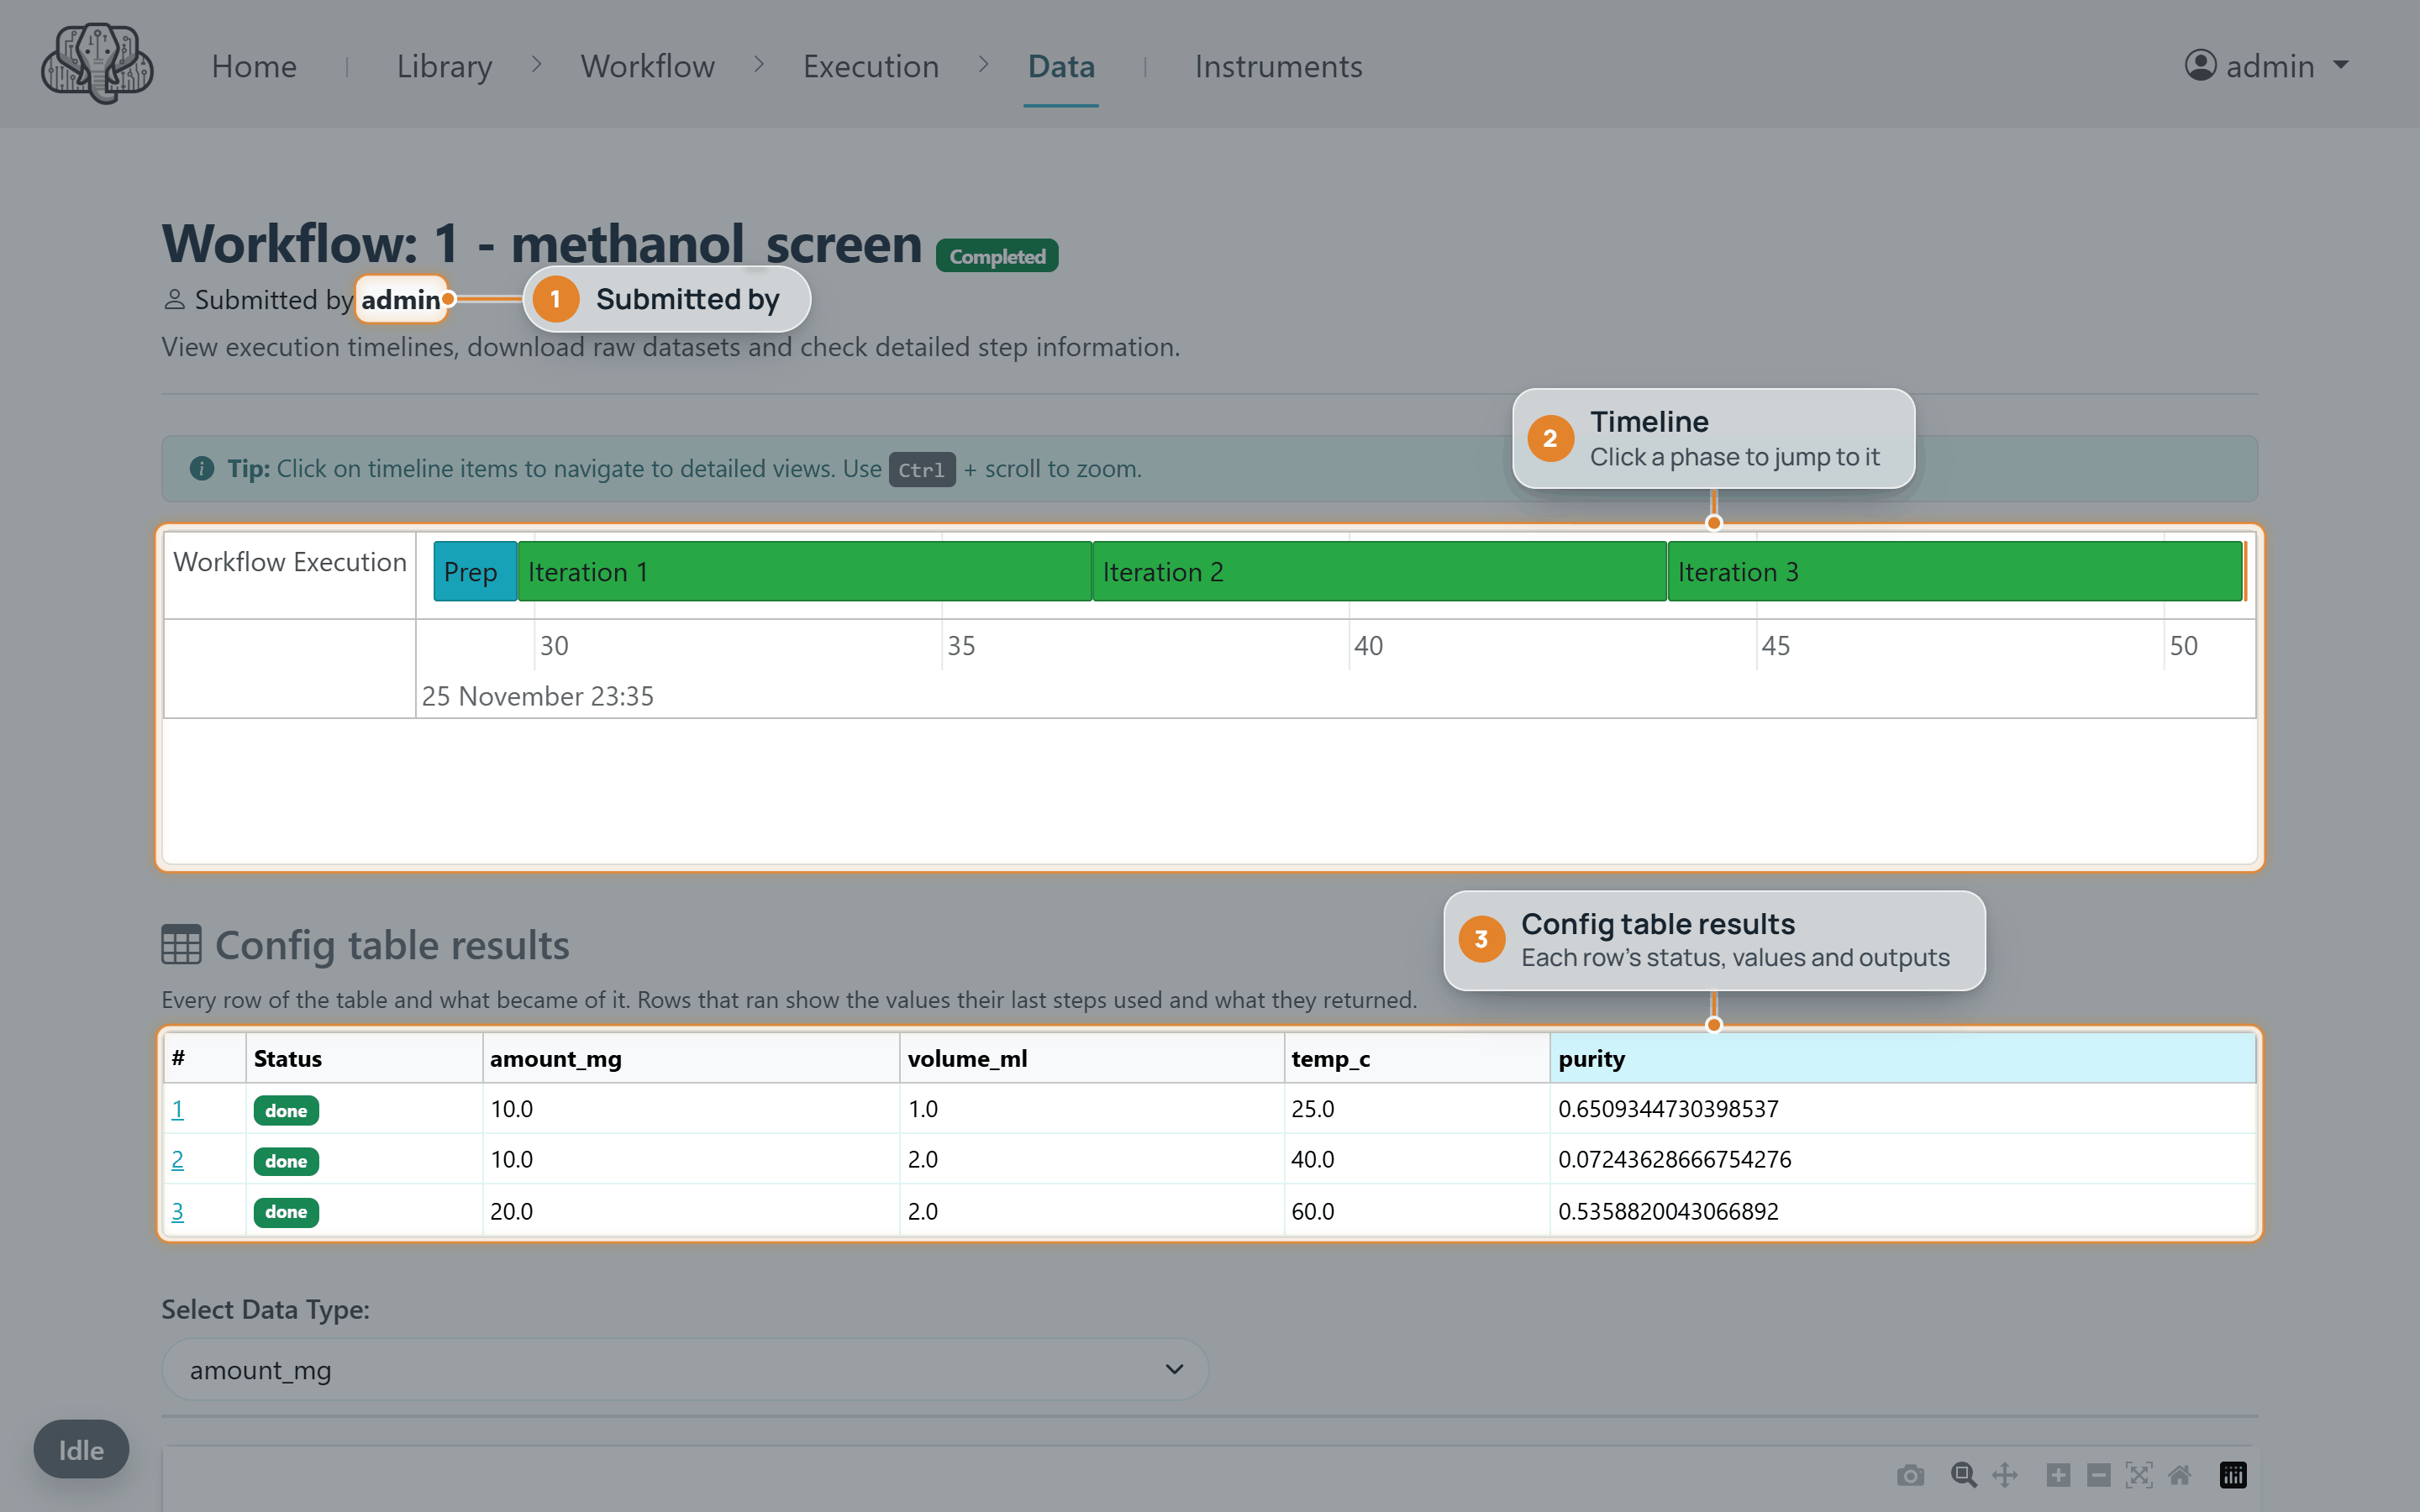 Home | Library > Workflow > Execution > Data | Instruments admin
Workflow: 1 - methanol_screen Completed
Submitted by admin
1 Submitted by
View execution timelines, download raw datasets and check detailed step information.
2 Timeline
Click a phase to jump to it
Tip: Click on timeline items to navigate to detailed views. Use Ctrl + scroll to zoom.
Workflow Execution Prep Iteration 1 Iteration 2 Iteration 3
30 35 40 45 50
25 November 23:35
3 Config table results
Each row's status, values and outputs
Config table results
Every row of the table and what became of it. Rows that ran show the values their last steps used and what they returned.
# Status amount_mg volume_ml temp_c purity
1 done 10.0 1.0 25.0 0.6509344730398537
2 done 10.0 2.0 40.0 0.07243628666754276
3 done 20.0 2.0 60.0 0.5358820043066892
Select Data Type:
amount_mg
Idle